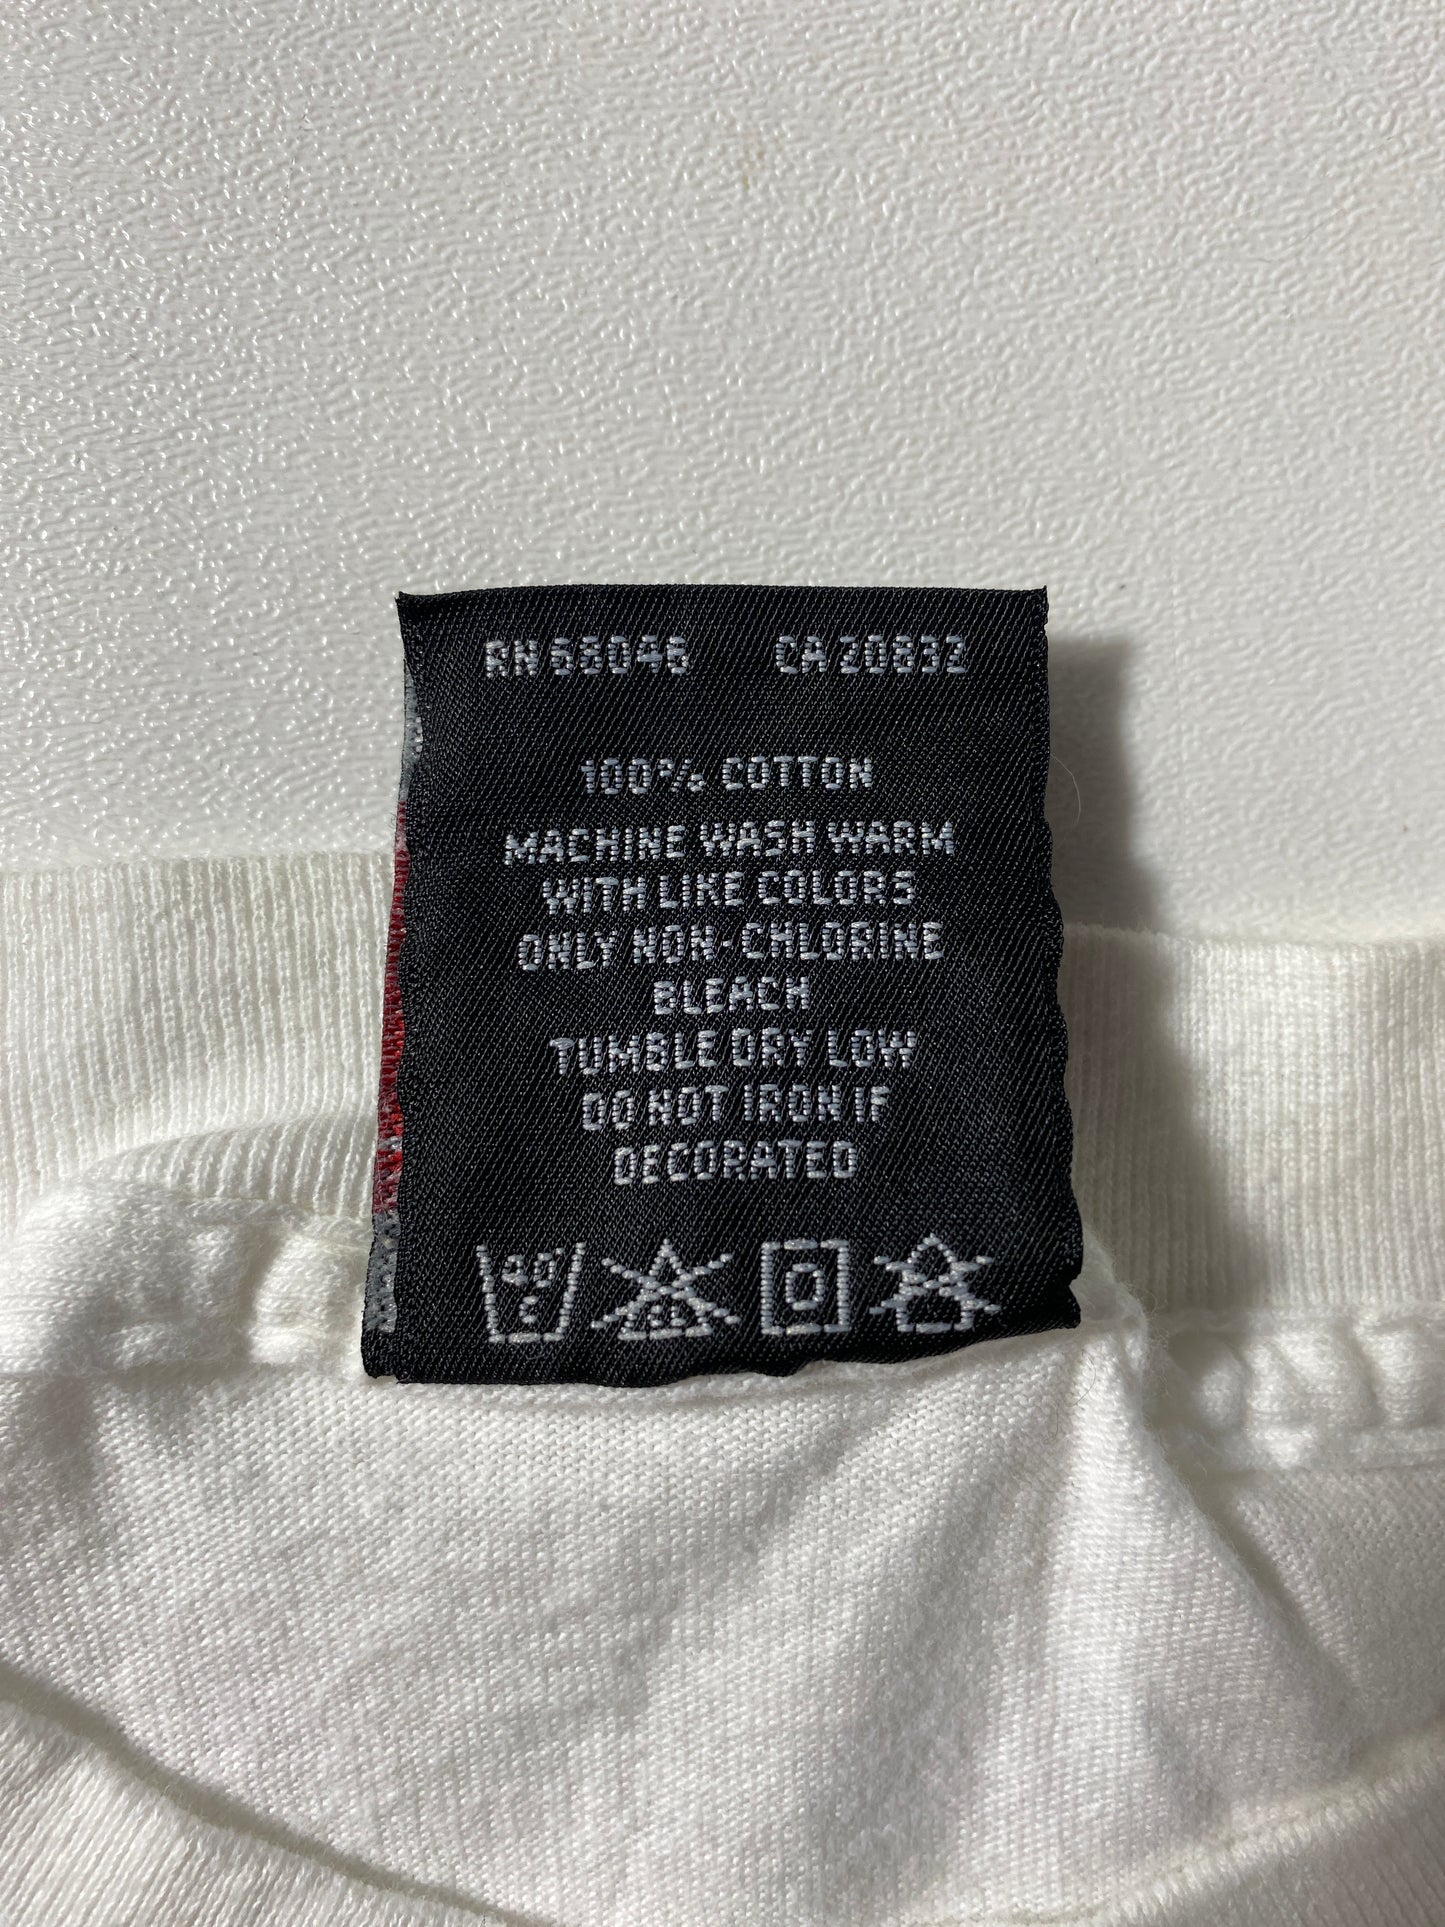 RN 68046 CA 20832
100% COTTON
MACHINE WASH WARM
WITH LIKE COLORS
ONLY NON-CHLORINE
BLEACH
TUMBLE DRY LOW
DO NOT IRON IF
DECORATED
40°
C